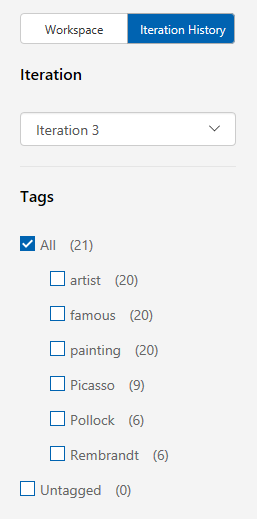 Workspace Iteration History
Iteration
Iteration 3
Tags
All (21)
artist (20)
famous (20)
painting (20)
Picasso (9)
Pollock (6)
Rembrandt (6)
Untagged (0)